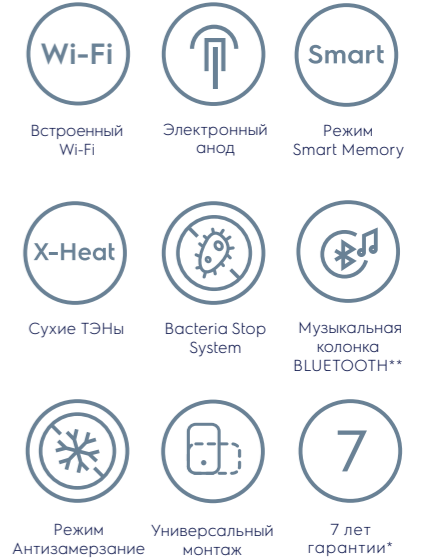 Wi-Fi
Smart
Встроенный
Wi-Fi
Электронный
анод
Режим
Smart Memory
X-Heat
Сухие ТЭНы
Bacteria Stop
System
Музыкальная
колонка
BLUETOOTH**
7
Режим
Антизамерзание
Универсальный
монтаж
7 лет
гарантии*